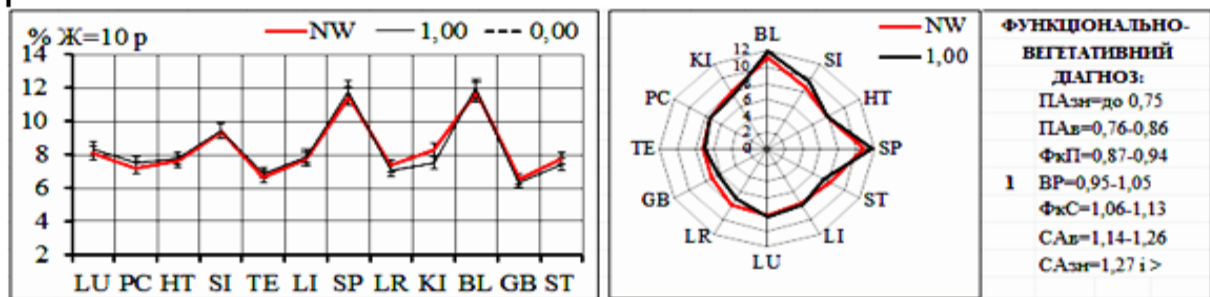 % Ж=10 р
NW
1,00
0,00
14
12
10
8
6
4
2
LU PC HT SI TE LI SP LR KI BL GB ST
NW
1,00
BL
SI
HT
SP
ST
LI
LU
LR
GB
TE
PC
KI
12
10
8
6
4
2
0
ФУНКЦІОНАЛЬНО-
ВЕГЕТАТИВНИЙ
ДІАГНОЗ:
ПАзн=до 0,75
ПАв=0,76-0,86
ФкП=0,87-0,94
1 ВР=0,95-1,05
ФкС=1,06-1,13
САв=1,14-1,26
САзн=1,27 і >